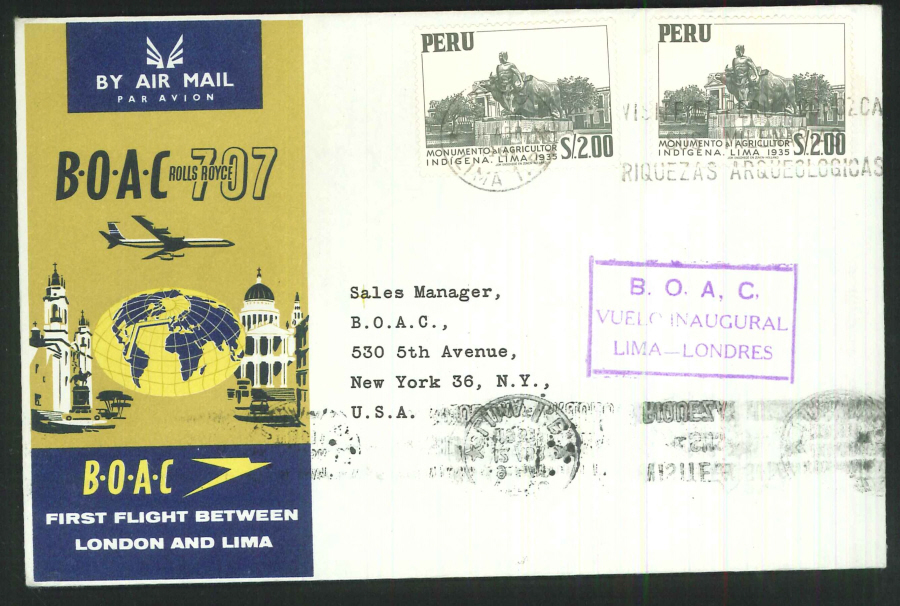 BY AIR MAIL
PAR AVION
B·O·A·C ROLLS ROYCE 707
B·O·A·C
FIRST FLIGHT BETWEEN
LONDON AND LIMA
PERU
MONUMENTO al AGRICULTOR
INDÍGENA. LIMA 1935
S/2.00
PERU
MONUMENTO al AGRICULTOR
INDÍGENA. LIMA 1935
S/2.00
RIQUEZAS ARQUEOLOGICAS
B. O. A. C.
VUELO INAUGURAL
LIMA—LONDRES
Sales Manager,
B.O.A.C.,
530 5th Avenue,
New York 36, N.Y.,
U.S.A.